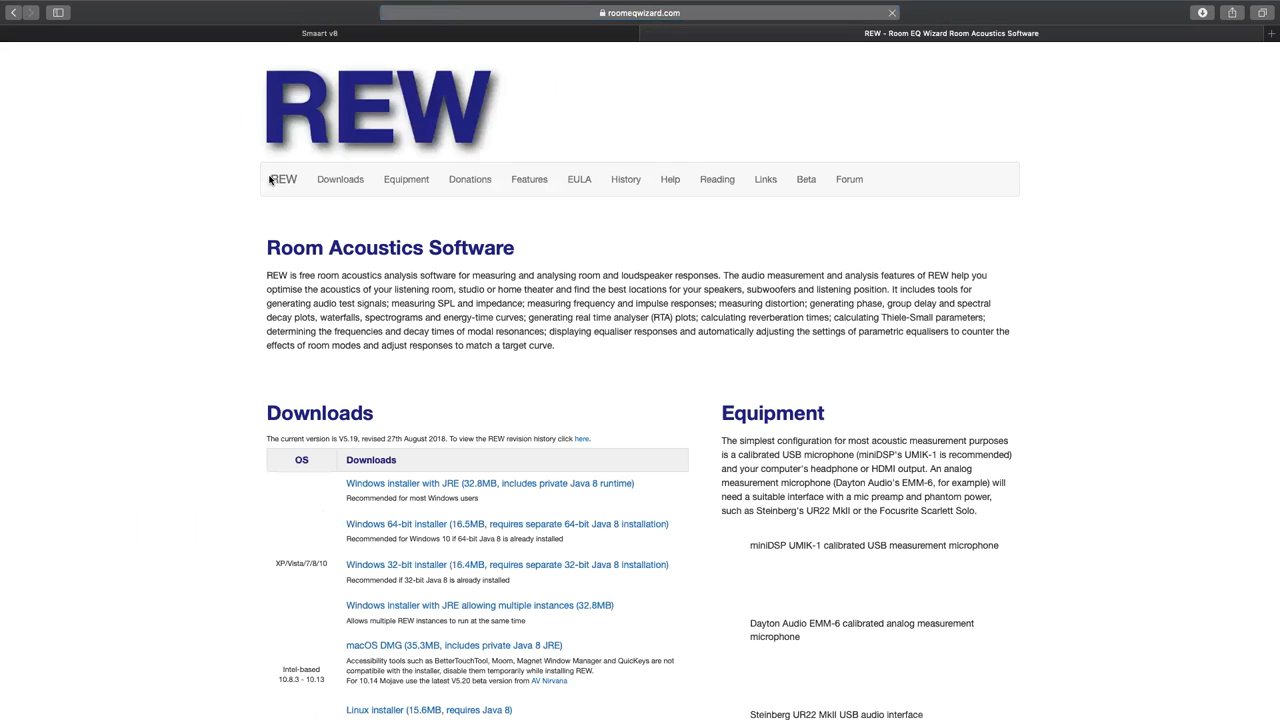 roomeqwizard.com
Smaart v8
REW - Room EQ Wizard Room Acoustics Software
REW
REW Downloads Equipment Donations Features EULA History Help Reading Links Beta Forum
Room Acoustics Software
REW is free room acoustics analysis software for measuring and analysing room and loudspeaker responses. The audio measurement and analysis features of REW help you
optimise the acoustics of your listening room, studio or home theater and find the best locations for your speakers, subwoofers and listening position. It includes tools for
generating audio test signals; measuring SPL and impedance; measuring frequency and impulse responses; measuring distortion; generating phase, group delay and spectral
decay plots, waterfalls, spectrograms and energy-time curves; generating real time analyser (RTA) plots; calculating reverberation times; calculating Thiele-Small parameters;
determining the frequencies and decay times of modal resonances; displaying equaliser responses and automatically adjusting the settings of parametric equalisers to counter the
effects of room modes and adjust responses to match a target curve.
Downloads
The current version is V5.19, revised 27th August 2018. To view the REW revision history click here.
OS Downloads
Windows installer with JRE (32.8MB, includes private Java 8 runtime)
Recommended for most Windows users
Windows 64-bit installer (16.5MB, requires separate 64-bit Java 8 installation)
Recommended for Windows 10 if 64-bit Java 8 is already installed
XP/Vista/7/8/10
Windows 32-bit installer (16.4MB, requires separate 32-bit Java 8 installation)
Recommended if 32-bit Java 8 is already installed
Windows installer with JRE allowing multiple instances (32.8MB)
Allows multiple REW instances to run at the same time
macOS DMG (35.3MB, includes private Java 8 JRE)
Intel-based
10.8.3 - 10.13
Accessibility tools such as BetterTouchTool, Moom, Magnet Window Manager and QuicKeys are not
compatible with the installer, disable them temporarily while installing REW.
For 10.14 Mojave use the latest V5.20 beta version from AV Nirvana
Linux installer (15.6MB, requires Java 8)
Equipment
The simplest configuration for most acoustic measurement purposes
is a calibrated USB microphone (miniDSP's UMIK-1 is recommended)
and your computer's headphone or HDMI output. An analog
measurement microphone (Dayton Audio's EMM-6, for example) will
need a suitable interface with a mic preamp and phantom power,
such as Steinberg's UR22 MkII or the Focusrite Scarlett Solo.
miniDSP UMIK-1 calibrated USB measurement microphone
Dayton Audio EMM-6 calibrated analog measurement
microphone
Steinberg UR22 MkII USB audio interface